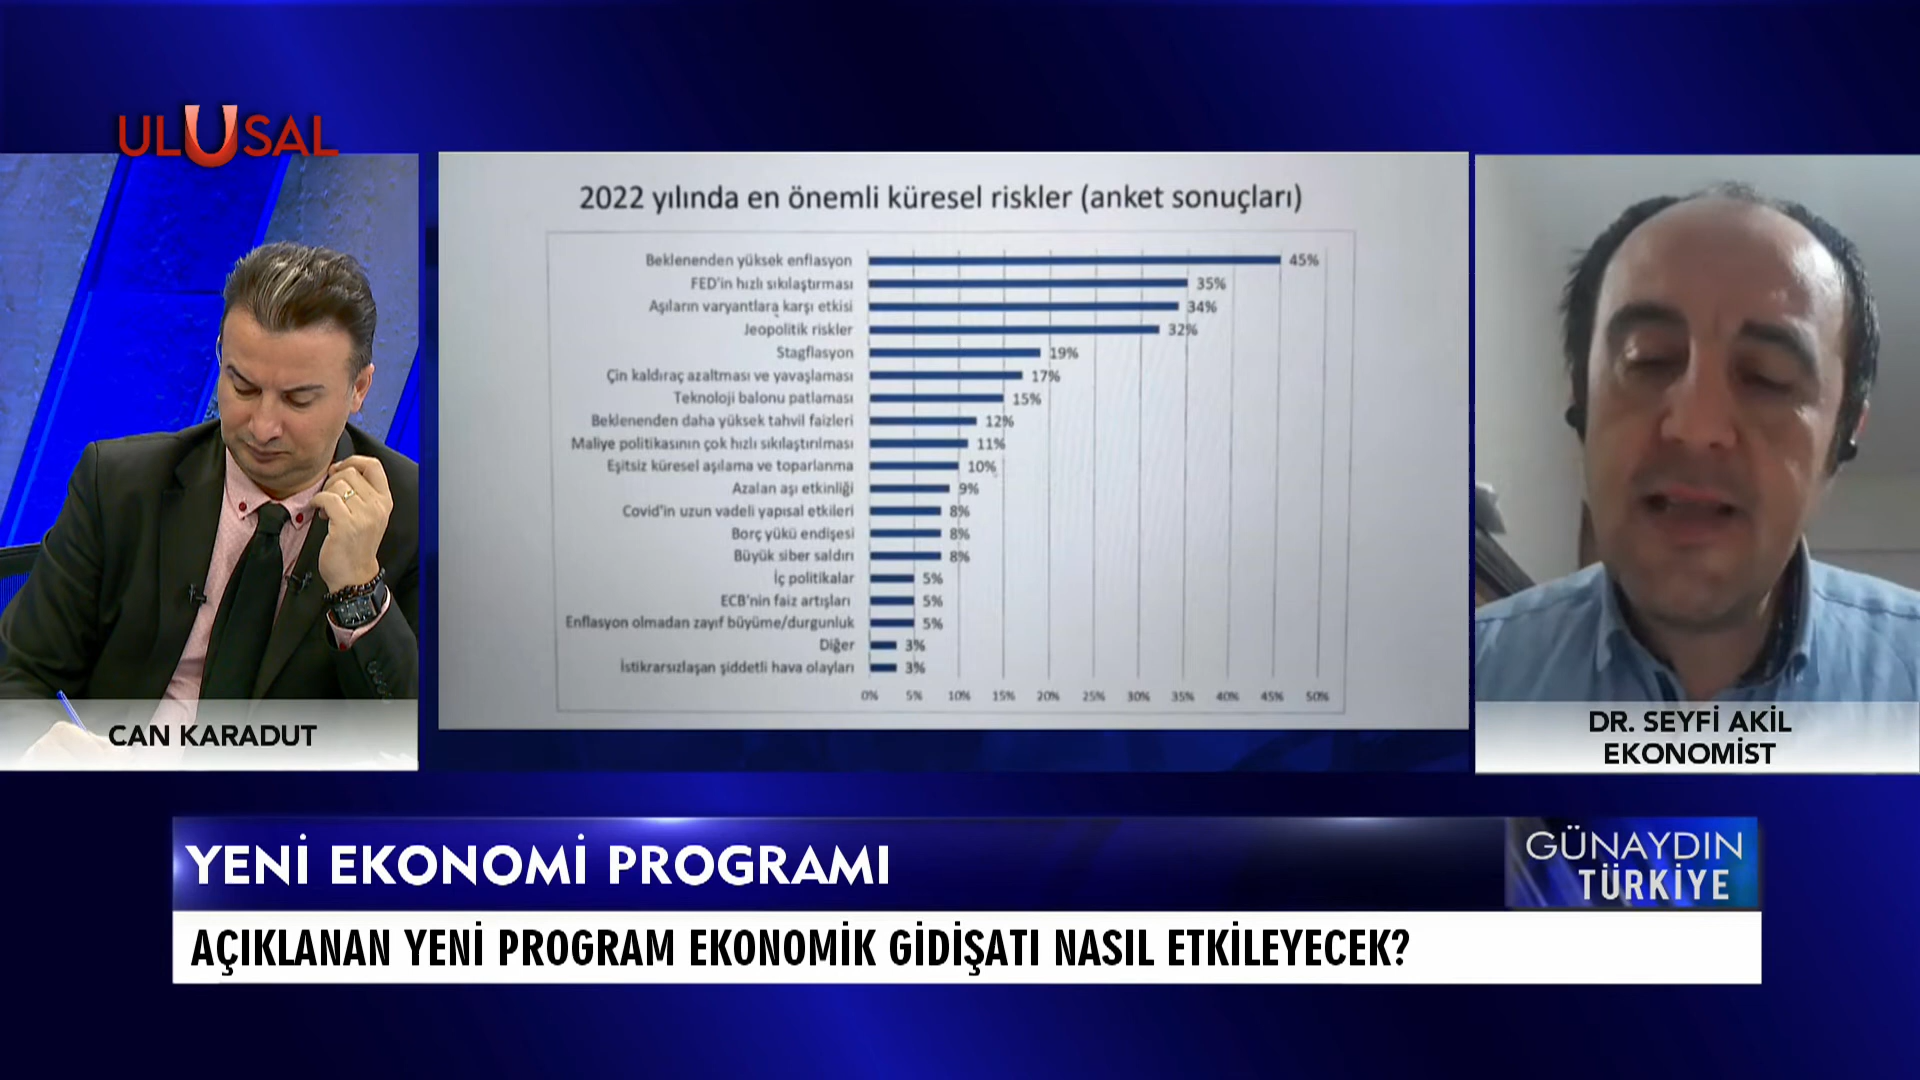 ULUSAL
2022 yılında en önemli küresel riskler (anket sonuçları)
Beklenenden yüksek enflasyon 45%
FED'in hızlı sıkılaştırması 35%
Aşıların varyantlara karşı etkisi 34%
Jeopolitik riskler 32%
Stagflasyon 19%
Çin kaldıraç azaltması ve yavaşlaması 17%
Teknoloji balonu patlaması 15%
Beklenenden daha yüksek tahvil faizleri 12%
Maliye politikasının çok hızlı sıkılaştırılması 11%
Eşitsiz küresel aşılama ve toparlanma 10%
Azalan aşı etkinliği 9%
Covid'in uzun vadeli yapısal etkileri 8%
Borç yükü endişesi 8%
Büyük siber saldırı 8%
İç politikalar 5%
ECB'nin faiz artışları 5%
Enflasyon olmadan zayıf büyüme/durgunluk 5%
Diğer 3%
İstikrarsızlaşan şiddetli hava olayları 3%
0% 5% 10% 15% 20% 25% 30% 35% 40% 45% 50%
CAN KARADUT
DR. SEYFİ AKİL
EKONOMİST
YENİ EKONOMİ PROGRAMI
GÜNAYDIN
TÜRKİYE
AÇIKLANAN YENİ PROGRAM EKONOMİK GİDİŞATI NASIL ETKİLEYECEK?